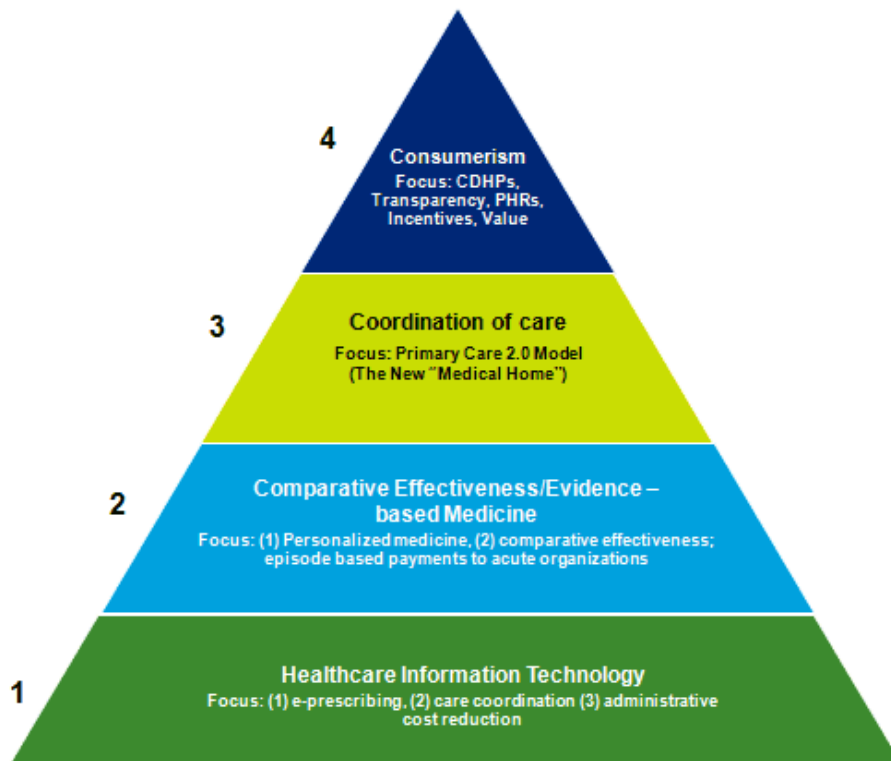 4
Consumerism
Focus: CDHPs,
Transparency, PHRs,
Incentives, Value
3
Coordination of care
Focus: Primary Care 2.0 Model
(The New “Medical Home”)
2
Comparative Effectiveness/Evidence –
based Medicine
Focus: (1) Personalized medicine, (2) comparative effectiveness;
episode based payments to acute organizations
1
Healthcare Information Technology
Focus: (1) e-prescribing, (2) care coordination (3) administrative
cost reduction